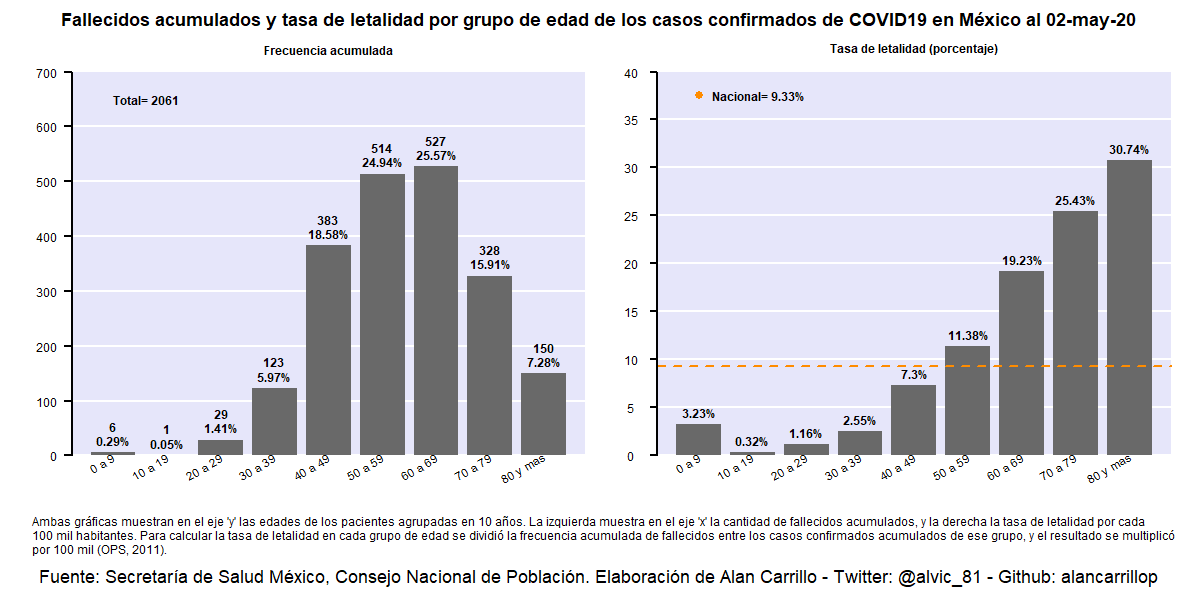 Fallecidos acumulados y tasa de letalidad por grupo de edad de los casos confirmados de COVID19 en México al 02-may-20
Frecuencia acumulada
700
600
500
400
300
200
100
0
Total= 2061
6
0.29%
1
0.05%
29
1.41%
123
5.97%
383
18.58%
514
24.94%
527
25.57%
328
15.91%
150
7.28%
0 a 9
10 a 19
20 a 29
30 a 39
40 a 49
50 a 59
60 a 69
70 a 79
80 y mas
Tasa de letalidad (porcentaje)
40
35
30
25
20
15
10
5
0
Nacional= 9.33%
3.23%
0.32%
1.16%
2.55%
7.3%
11.38%
19.23%
25.43%
30.74%
0 a 9
10 a 19
20 a 29
30 a 39
40 a 49
50 a 59
60 a 69
70 a 79
80 y mas
Ambas gráficas muestran en el eje 'y' las edades de los pacientes agrupadas en 10 años. La izquierda muestra en el eje 'x' la cantidad de fallecidos acumulados, y la derecha la tasa de letalidad por cada
100 mil habitantes. Para calcular la tasa de letalidad en cada grupo de edad se dividió la frecuencia acumulada de fallecidos entre los casos confirmados acumulados de ese grupo, y el resultado se multiplicó
por 100 mil (OPS, 2011).
Fuente: Secretaría de Salud México, Consejo Nacional de Población. Elaboración de Alan Carrillo - Twitter: @alvic_81 - Github: alancarrillop